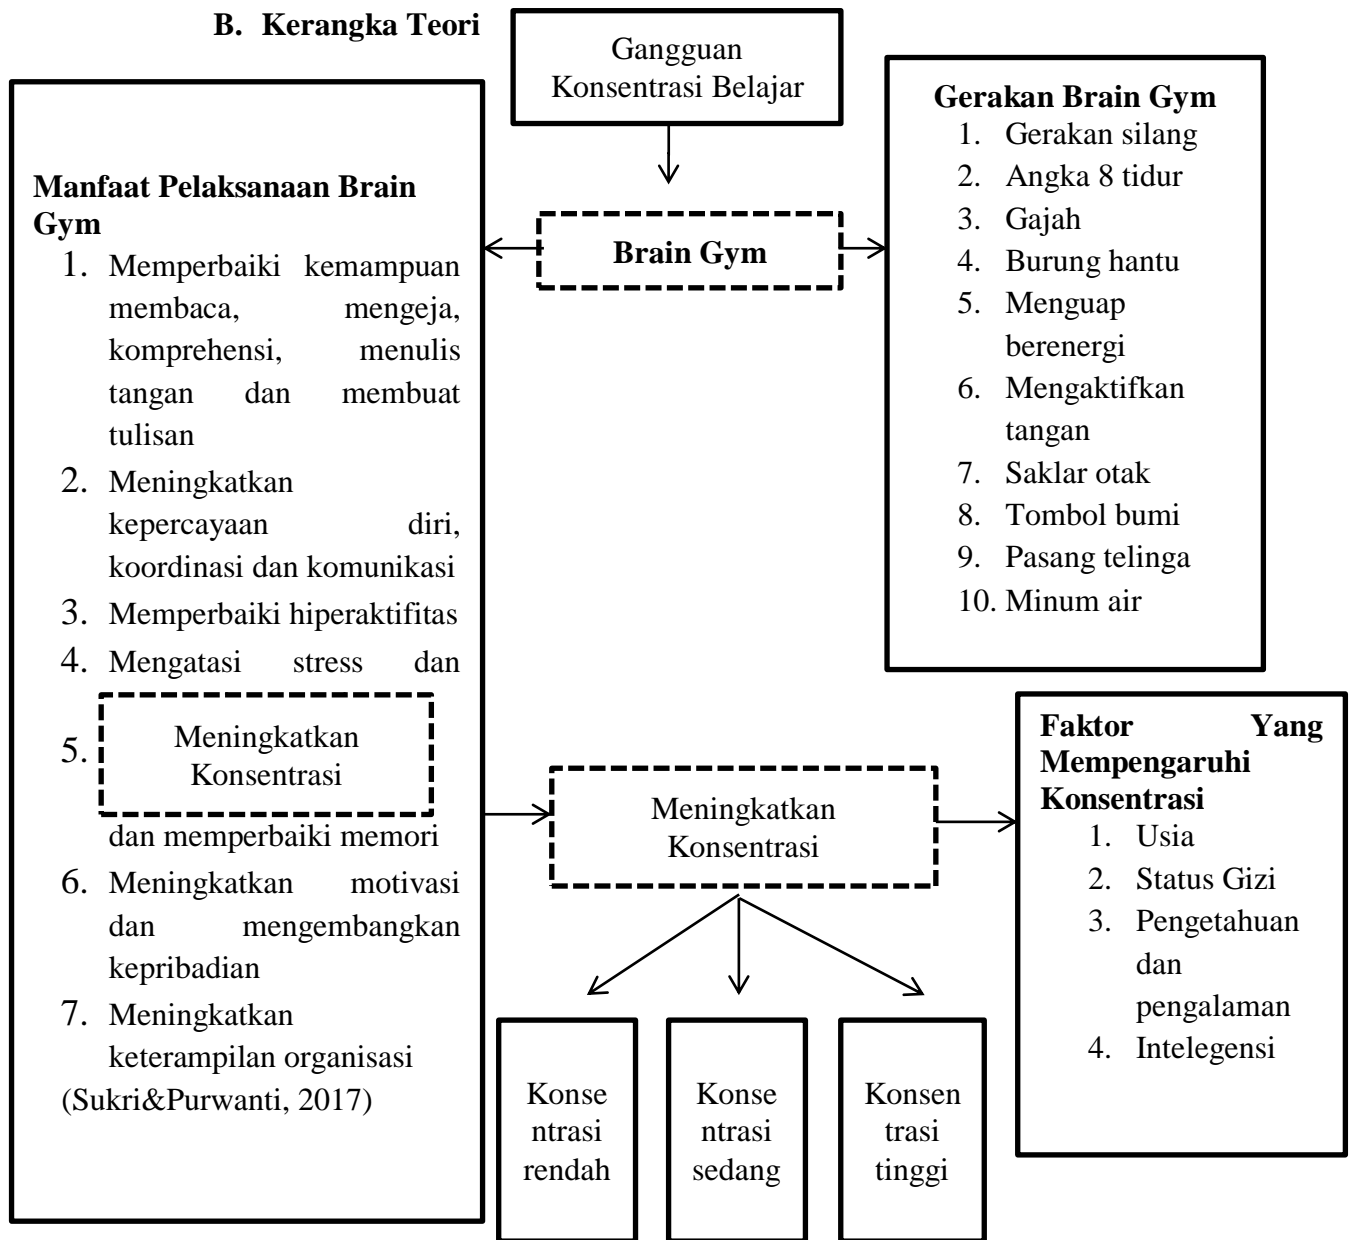 B. Kerangka Teori
Gangguan
Konsentrasi Belajar
Manfaat Pelaksanaan Brain
Gym
1. Memperbaiki kemampuan
membaca, mengeja,
komprehensi, menulis
tangan dan membuat
tulisan
2. Meningkatkan
kepercayaan diri,
koordinasi dan komunikasi
3. Memperbaiki hiperaktifitas
4. Mengatasi stress dan
5. Meningkatkan
Konsentrasi
dan memperbaiki memori
6. Meningkatkan motivasi
dan mengembangkan
kepribadian
7. Meningkatkan
keterampilan organisasi
(Sukri&Purwanti, 2017)
Brain Gym
Gerakan Brain Gym
1. Gerakan silang
2. Angka 8 tidur
3. Gajah
4. Burung hantu
5. Menguap
berenergi
6. Mengaktifkan
tangan
7. Saklar otak
8. Tombol bumi
9. Pasang telinga
10. Minum air
Meningkatkan
Konsentrasi
Faktor Yang
Mempengaruhi
Konsentrasi
1. Usia
2. Status Gizi
3. Pengetahuan
dan
pengalaman
4. Intelegensi
Konse
ntrasi
rendah
Konse
ntrasi
sedang
Konsen
trasi
tinggi